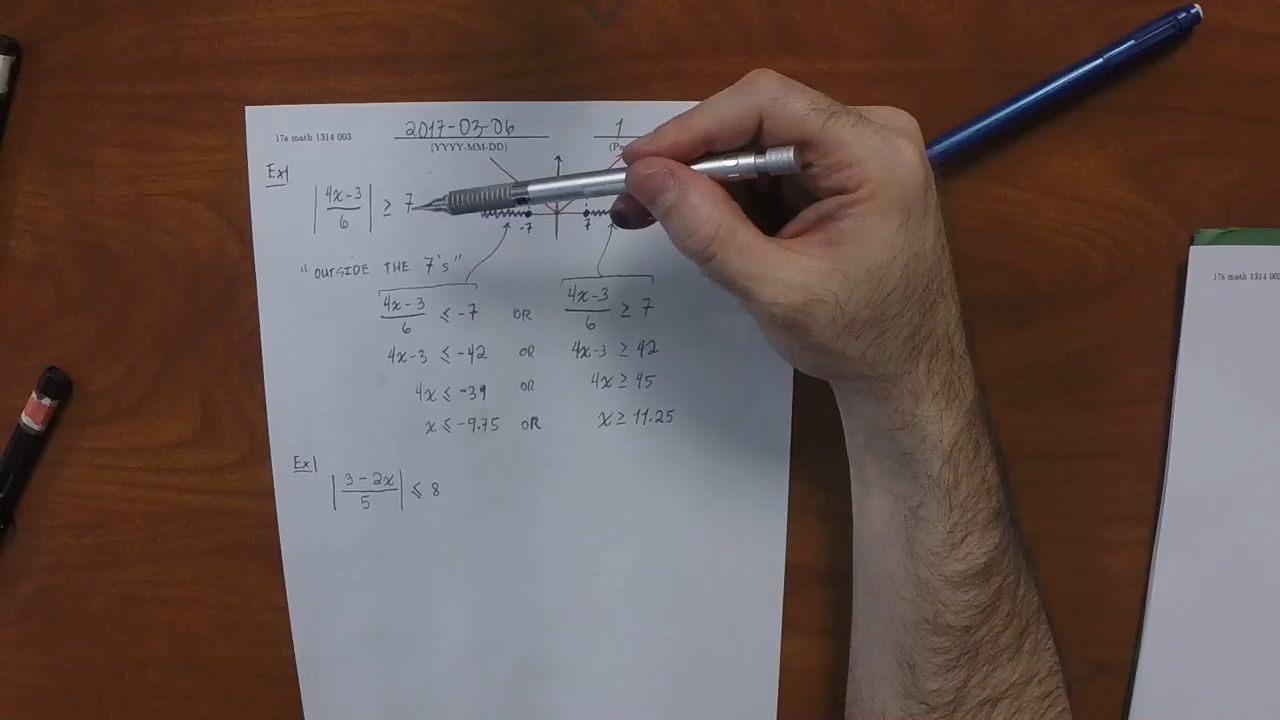 17s math 1314 003
2017-03-06
1
(YYYY-MM-DD)
Ex|
|4x-3/6| ≥ 7
-7 7
"OUTSIDE THE 7's"
4x-3/6 ≤ -7 OR 4x-3/6 ≥ 7
4x-3 ≤ -42 OR 4x-3 ≥ 42
4x ≤ -39 OR 4x ≥ 45
x ≤ -9.75 OR x ≥ 11.25
Ex|
|3-2x/5| ≤ 8
17s math 1314 00